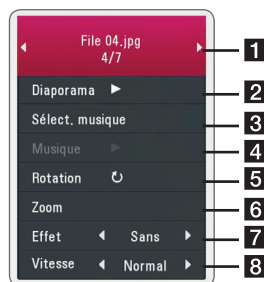 File 04.jpg
4/7
1
Diaporama
2
Sélect. musique
3
Musique
4
Rotation
5
Zoom
6
Effet Sans
7
Vitesse Normal
8